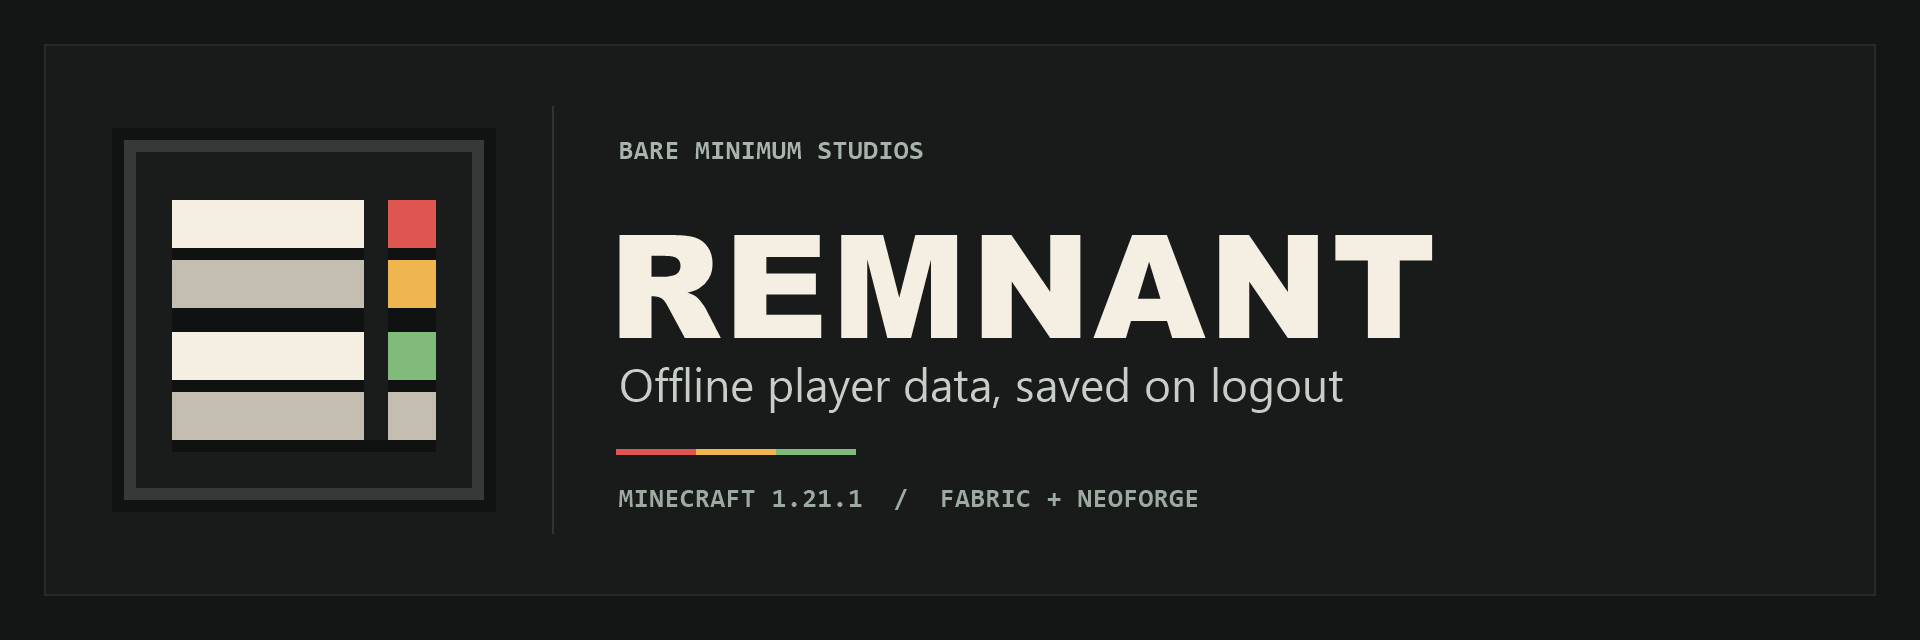 BARE MINIMUM STUDIOS
REMNANT
Offline player data, saved on logout
MINECRAFT 1.21.1 / FABRIC + NEOFORGE